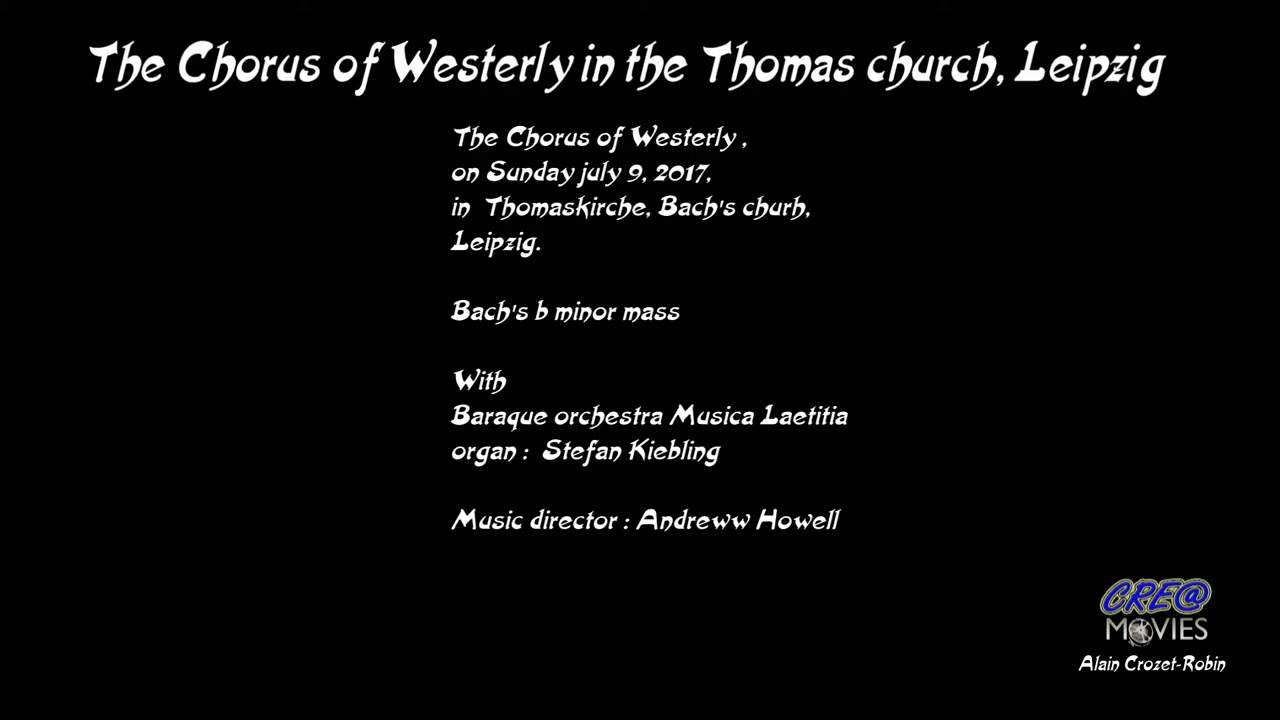 The Chorus of Westerly in the Thomas church, Leipzig
The Chorus of Westerly ,
on Sunday july 9, 2017,
in Thomaskirche, Bach's churh,
Leipzig.
Bach's b minor mass
With
Baraque orchestra Musica Laetitia
organ : Stefan Kiebling
Music director : Andreww Howell
CRE@
MOVIES
Alain Crozet-Robin